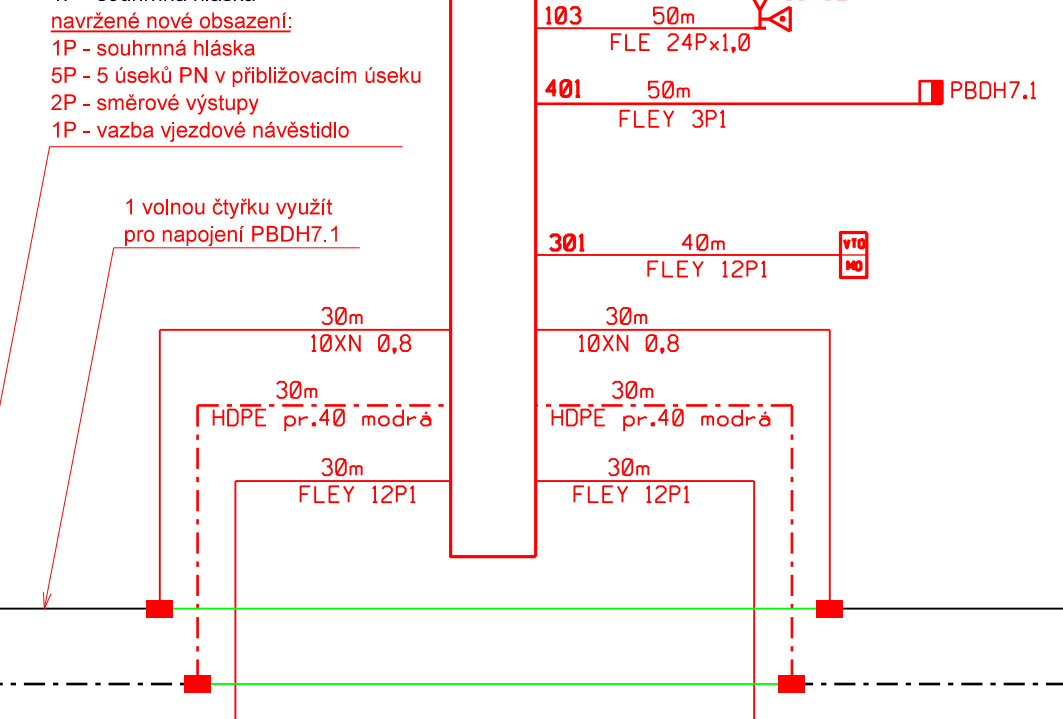 navržené nové obsazení:
1P - souhrnná hláska
5P - 5 úseků PN v přibližovacím úseku
2P - směrové výstupy
1P - vazba vjezdové návěstidlo
1 volnou čtyřku využít
pro napojení PBDH7.1
103 50m
FLE 24Px1,0
401 50m
FLEY 3P1
PBDH7.1
301 40m
FLEY 12P1
VTO
MO
30m
10XN 0,8
30m
10XN 0,8
30m
HDPE pr.40 modrá
30m
HDPE pr.40 modrá
30m
FLEY 12P1
30m
FLEY 12P1